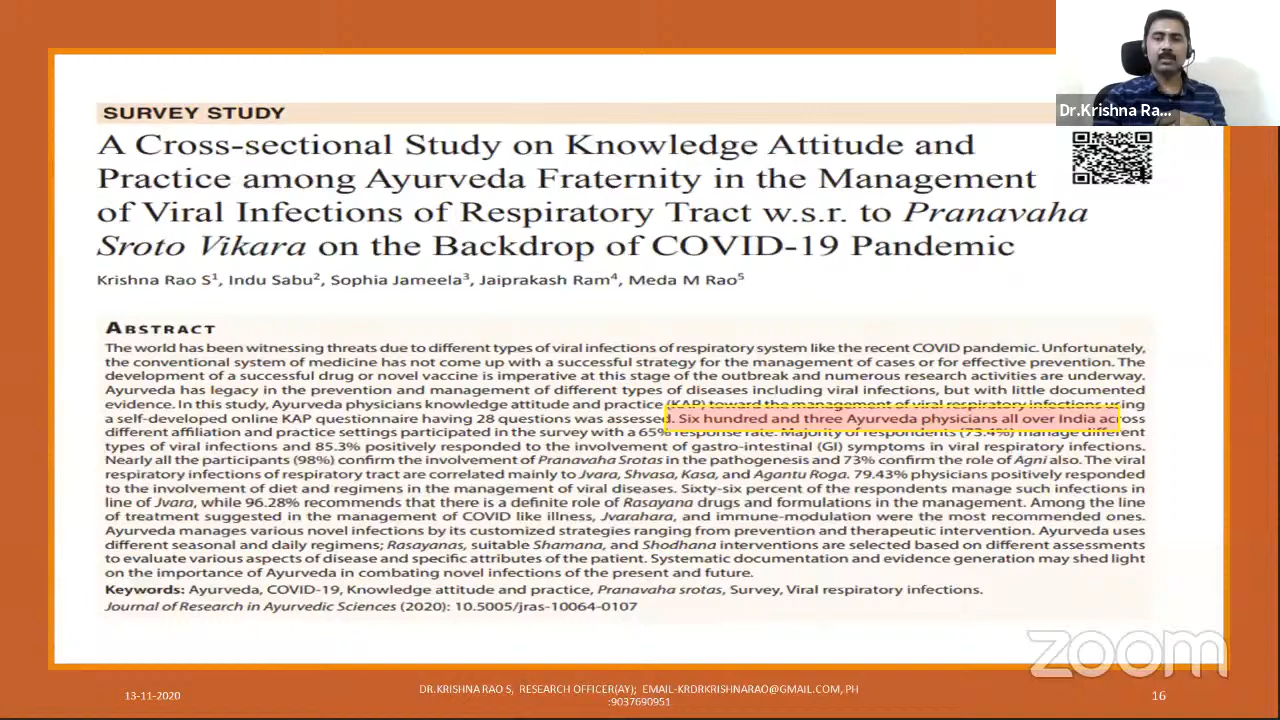 Dr.Krishna Ra...
SURVEY STUDY
A Cross-sectional Study on Knowledge Attitude and
Practice among Ayurveda Fraternity in the Management
of Viral Infections of Respiratory Tract w.s.r. to Pranavaha
Sroto Vikara on the Backdrop of COVID-19 Pandemic
Krishna Rao S¹, Indu Sabu², Sophia Jameela³, Jaiprakash Ram⁴, Meda M Rao⁵
ABSTRACT
The world has been witnessing threats due to different types of viral infections of respiratory system like the recent COVID pandemic. Unfortunately,
the conventional system of medicine has not come up with a successful strategy for the management of cases or for effective prevention. The
development of a successful drug or novel vaccine is imperative at this stage of the outbreak and numerous research activities are underway.
Ayurveda has legacy in the prevention and management of different types of diseases including viral infections, but with little documented
evidence. In this study, Ayurveda physicians knowledge attitude and practice (KAP) toward the management of viral respiratory infections using
a self-developed online KAP questionnaire having 28 questions was assessed. Six hundred and three Ayurveda physicians all over India across
different affiliation and practice settings participated in the survey with a 65% response rate. Majority of respondents (73.4%) manage different
types of viral infections and 85.3% positively responded to the involvement of gastro-intestinal (GI) symptoms in viral respiratory infections.
Nearly all the participants (98%) confirm the involvement of Pranavaha Srotas in the pathogenesis and 73% confirm the role of Agni also. The viral
respiratory infections of respiratory tract are correlated mainly to Jvara, Shvasa, Kasa, and Agantu Roga. 79.43% physicians positively responded
to the involvement of diet and regimens in the management of viral diseases. Sixty-six percent of the respondents manage such infections in
line of Jvara, while 96.28% recommends that there is a definite role of Rasayana drugs and formulations in the management. Among the line
of treatment suggested in the management of COVID like illness, Jvarahara, and immune-modulation were the most recommended ones.
Ayurveda manages various novel infections by its customized strategies ranging from prevention and therapeutic intervention. Ayurveda uses
different seasonal and daily regimens; Rasayanas, suitable Shamana, and Shodhana interventions are selected based on different assessments
to evaluate various aspects of disease and specific attributes of the patient. Systematic documentation and evidence generation may shed light
on the importance of Ayurveda in combating novel infections of the present and future.
Keywords: Ayurveda, COVID-19, Knowledge attitude and practice, Pranavaha srotas, Survey, Viral respiratory infections.
Journal of Research in Ayurvedic Sciences (2020): 10.5005/jras-10064-0107
zoom
13-11-2020
DR.KRISHNA RAO S, RESEARCH OFFICER(AY); EMAIL-KRDRKRISHNARAO@GMAIL.COM, PH
:9037690951
16